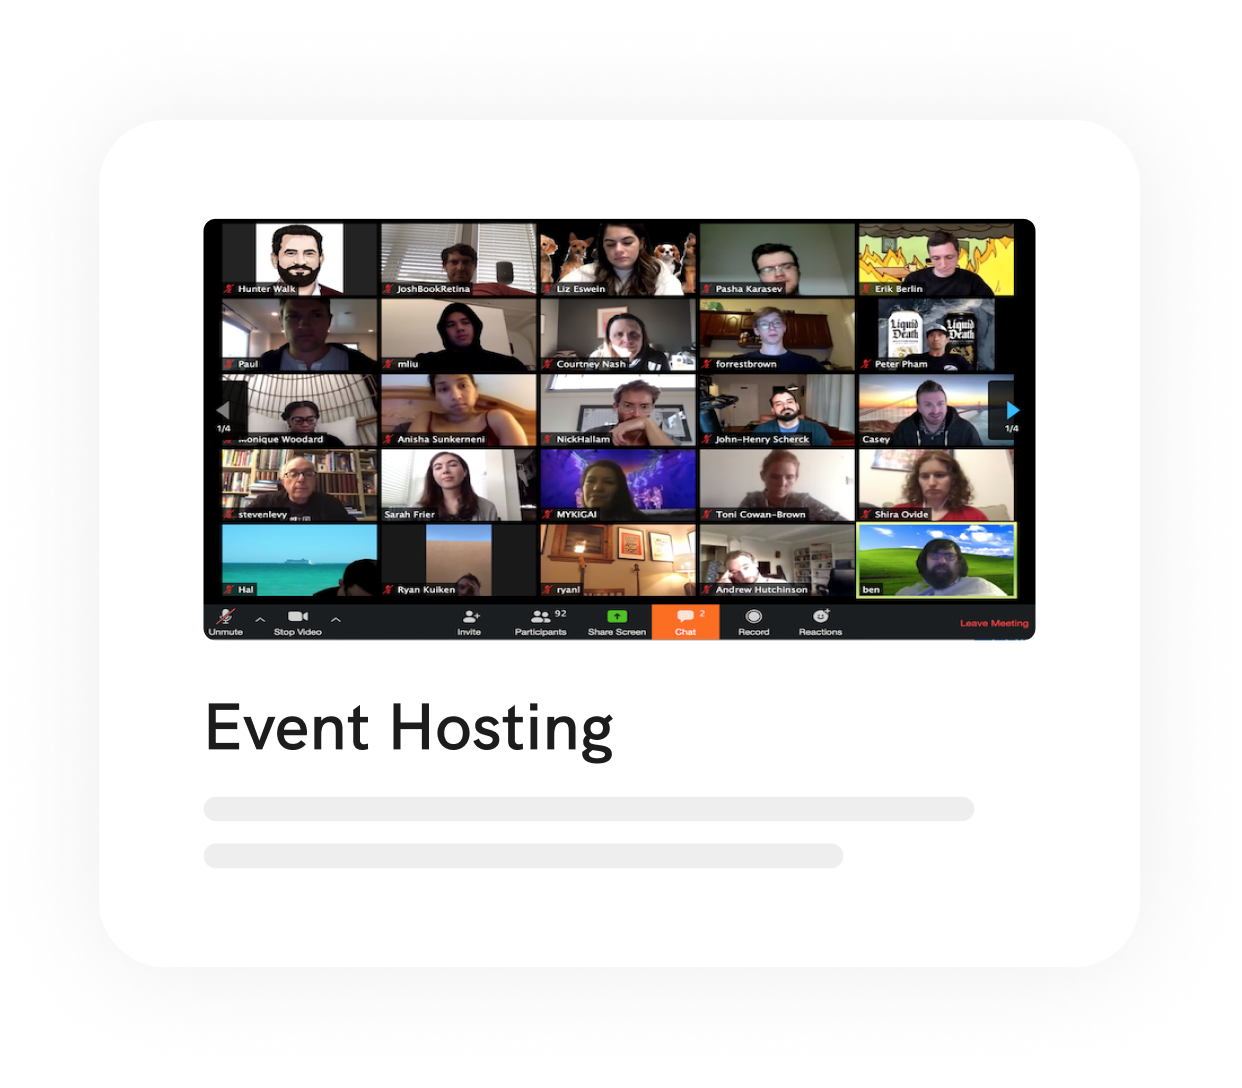 Hunter Walk
JoshBookRetina
Liz Eswein
Pasha Karasev
Erik Berlin
Liquid Death
Liquid Death
Paul
mliu
Courtney Nash
forrestbrown
Peter Pham
1/4
1/4
Monique Woodard
Anisha Sunkerneni
NickHallam
John-Henry Scherck
Casey
stevenlevy
Sarah Frier
MYKIGAI
Toni Cowan-Brown
Shira Ovide
Hal
Ryan Kuiken
ryanl
Andrew Hutchinson
ben
92
2
Unmute
Stop Video
Invite
Participants
Share Screen
Chat
Record
Reactions
Leave Meeting
Event Hosting